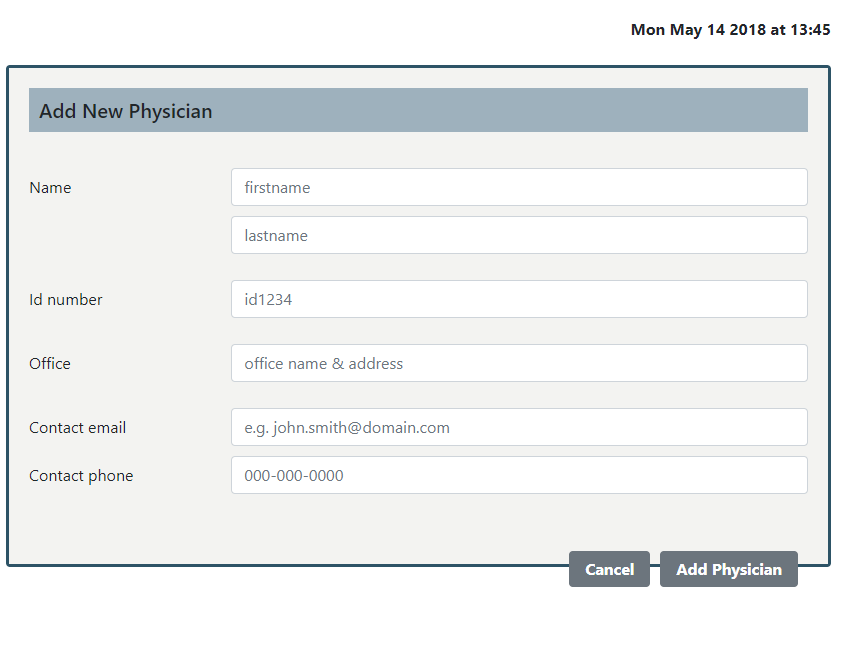 Mon May 14 2018 at 13:45
Add New Physician
Name
firstname
lastname
Id number
id1234
Office
office name & address
Contact email
e.g. john.smith@domain.com
Contact phone
000-000-0000
Cancel
Add Physician